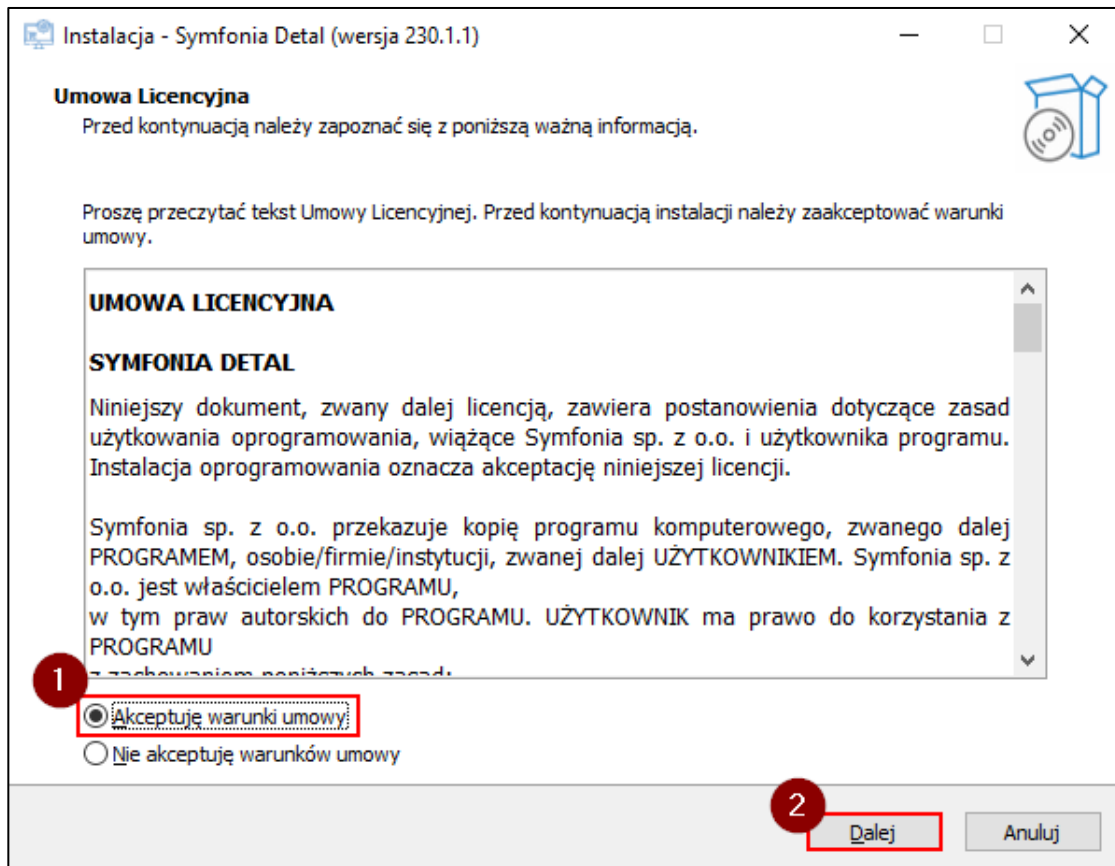 Instalacja - Symfonia Detal (wersja 230.1.1)
Umowa Licencyjna
Przed kontynuacją należy zapoznać się z poniższą ważną informacją.
Proszę przeczytać tekst Umowy Licencyjnej. Przed kontynuacją instalacji należy zaakceptować warunki
umowy.
UMOWA LICENCYJNA
SYMFONIA DETAL
Niniejszy dokument, zwany dalej licencją, zawiera postanowienia dotyczące zasad
użytkowania oprogramowania, wiążące Symfonia sp. z o.o. i użytkownika programu.
Instalacja oprogramowania oznacza akceptację niniejszej licencji.
Symfonia sp. z o.o. przekazuje kopię programu komputerowego, zwanego dalej
PROGRAMEM, osobie/firmie/instytucji, zwanej dalej UŻYTKOWNIKIEM. Symfonia sp. z
o.o. jest właścicielem PROGRAMU,
w tym praw autorskich do PROGRAMU. UŻYTKOWNIK ma prawo do korzystania z
PROGRAMU
z zachowaniem poniższych zasad:
1
Akceptuję warunki umowy
Nie akceptuję warunków umowy
2
Dalej
Anuluj